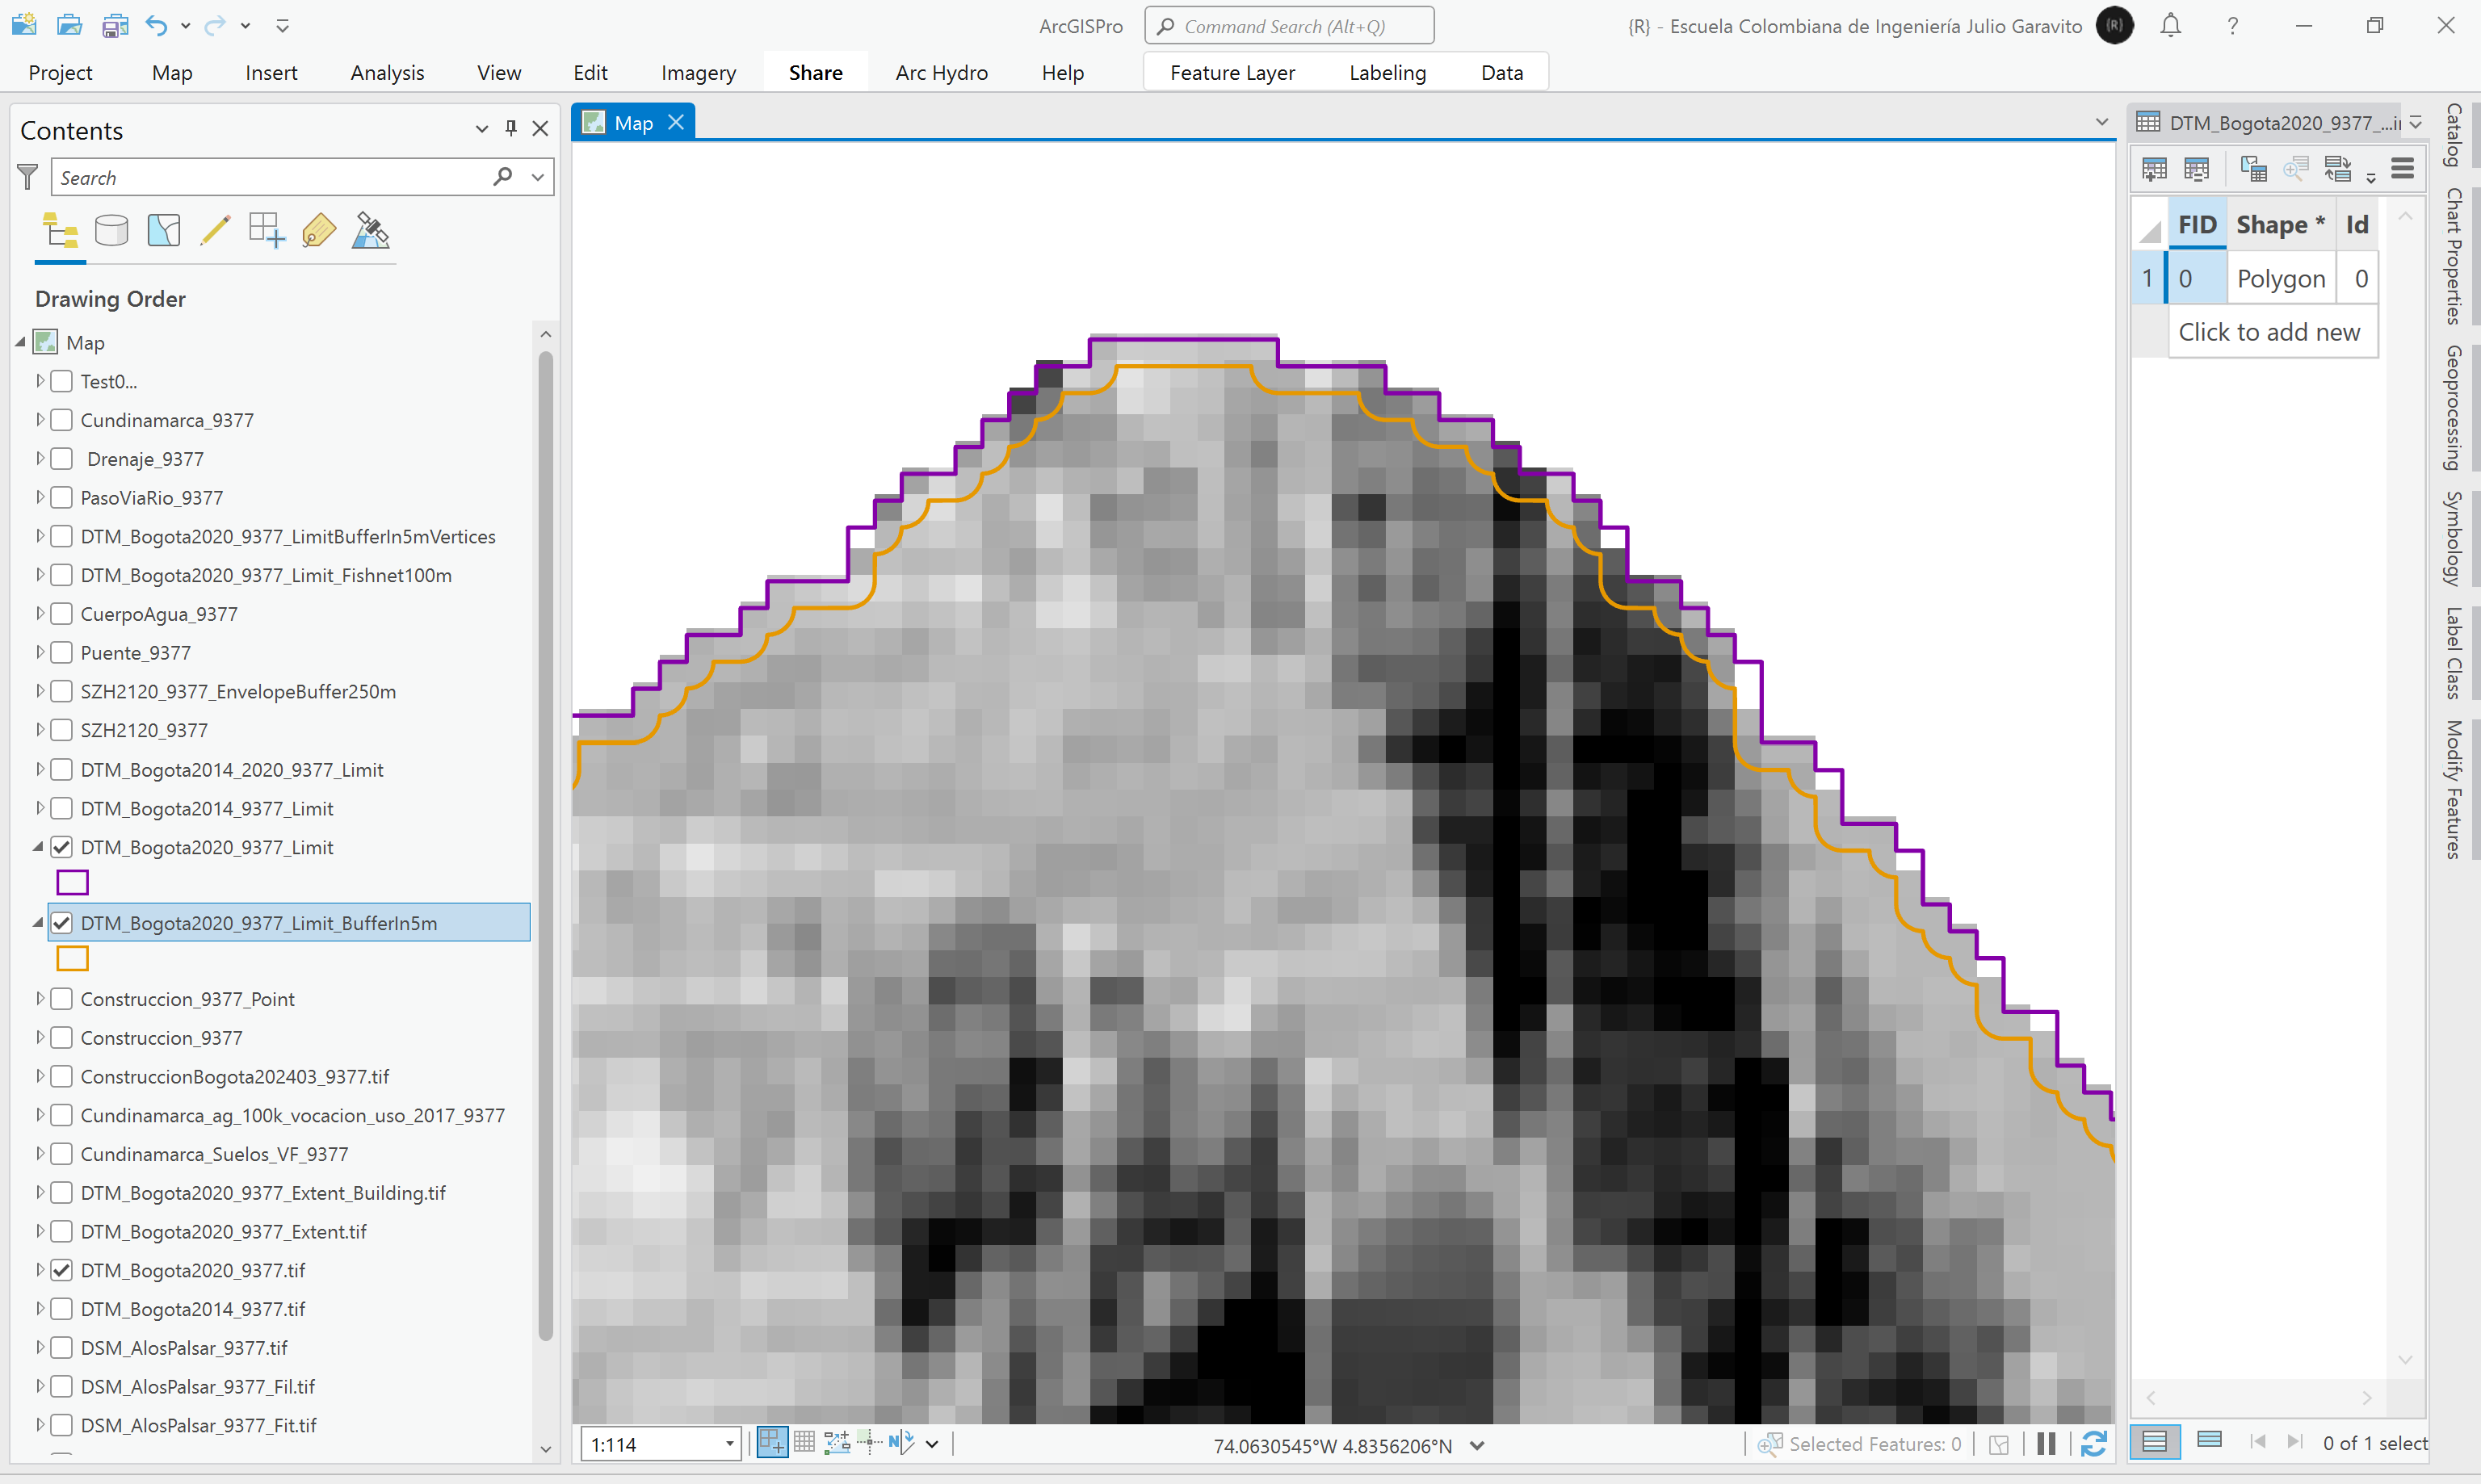 ArcGISPro
Command Search (Alt+Q)
{R} - Escuela Colombiana de Ingeniería Julio Garavito
{R}
Project Map Insert Analysis View Edit Imagery Share Arc Hydro Help Feature Layer Labeling Data
Contents
Search
Drawing Order
Map
Test0...
Cundinamarca_9377
Drenaje_9377
PasoViaRio_9377
DTM_Bogota2020_9377_LimitBufferIn5mVertices
DTM_Bogota2020_9377_Limit_Fishnet100m
CuerpoAgua_9377
Puente_9377
SZH2120_9377_EnvelopeBuffer250m
SZH2120_9377
DTM_Bogota2014_2020_9377_Limit
DTM_Bogota2014_9377_Limit
DTM_Bogota2020_9377_Limit
DTM_Bogota2020_9377_Limit_BufferIn5m
Construccion_9377_Point
Construccion_9377
ConstruccionBogota202403_9377.tif
Cundinamarca_ag_100k_vocacion_uso_2017_9377
Cundinamarca_Suelos_VF_9377
DTM_Bogota2020_9377_Extent_Building.tif
DTM_Bogota2020_9377_Extent.tif
DTM_Bogota2020_9377.tif
DTM_Bogota2014_9377.tif
DSM_AlosPalsar_9377.tif
DSM_AlosPalsar_9377_Fil.tif
DSM_AlosPalsar_9377_Fit.tif
Map
1:114
N
74.0630545°W 4.8356206°N
Selected Features: 0
DTM_Bogota2020_9377_...i
FID Shape * Id
1 0 Polygon 0
Click to add new
0 of 1 select
Catalog
Chart Properties
Geoprocessing
Symbology
Label Class
Modify Features